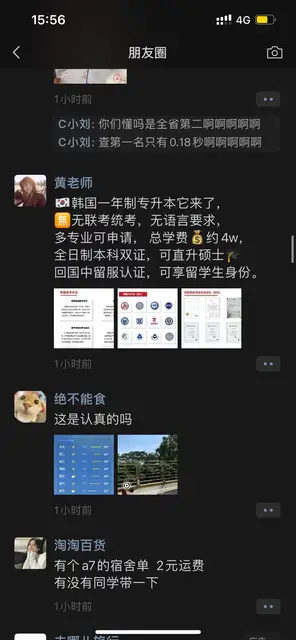 15:56
4G
朋友圈
1小时前
C小刘: 你们懂吗是全省第二啊啊啊啊啊
C小刘: 查第一名只有0.18秒啊啊啊啊啊
黄老师
🇰🇷韩国一年制专升本它来了，
🈚无联考统考，无语言要求，
多专业可申请， 总学费💰约4w，
全日制本科双证，可直升硕士🎓
回国中留服认证，可享留学生身份。
1小时前
绝不能食
这是认真的吗
1小时前
淘淘百货
有个a7的宿舍单 2元运费
有没有同学带一下
1小时前
广告